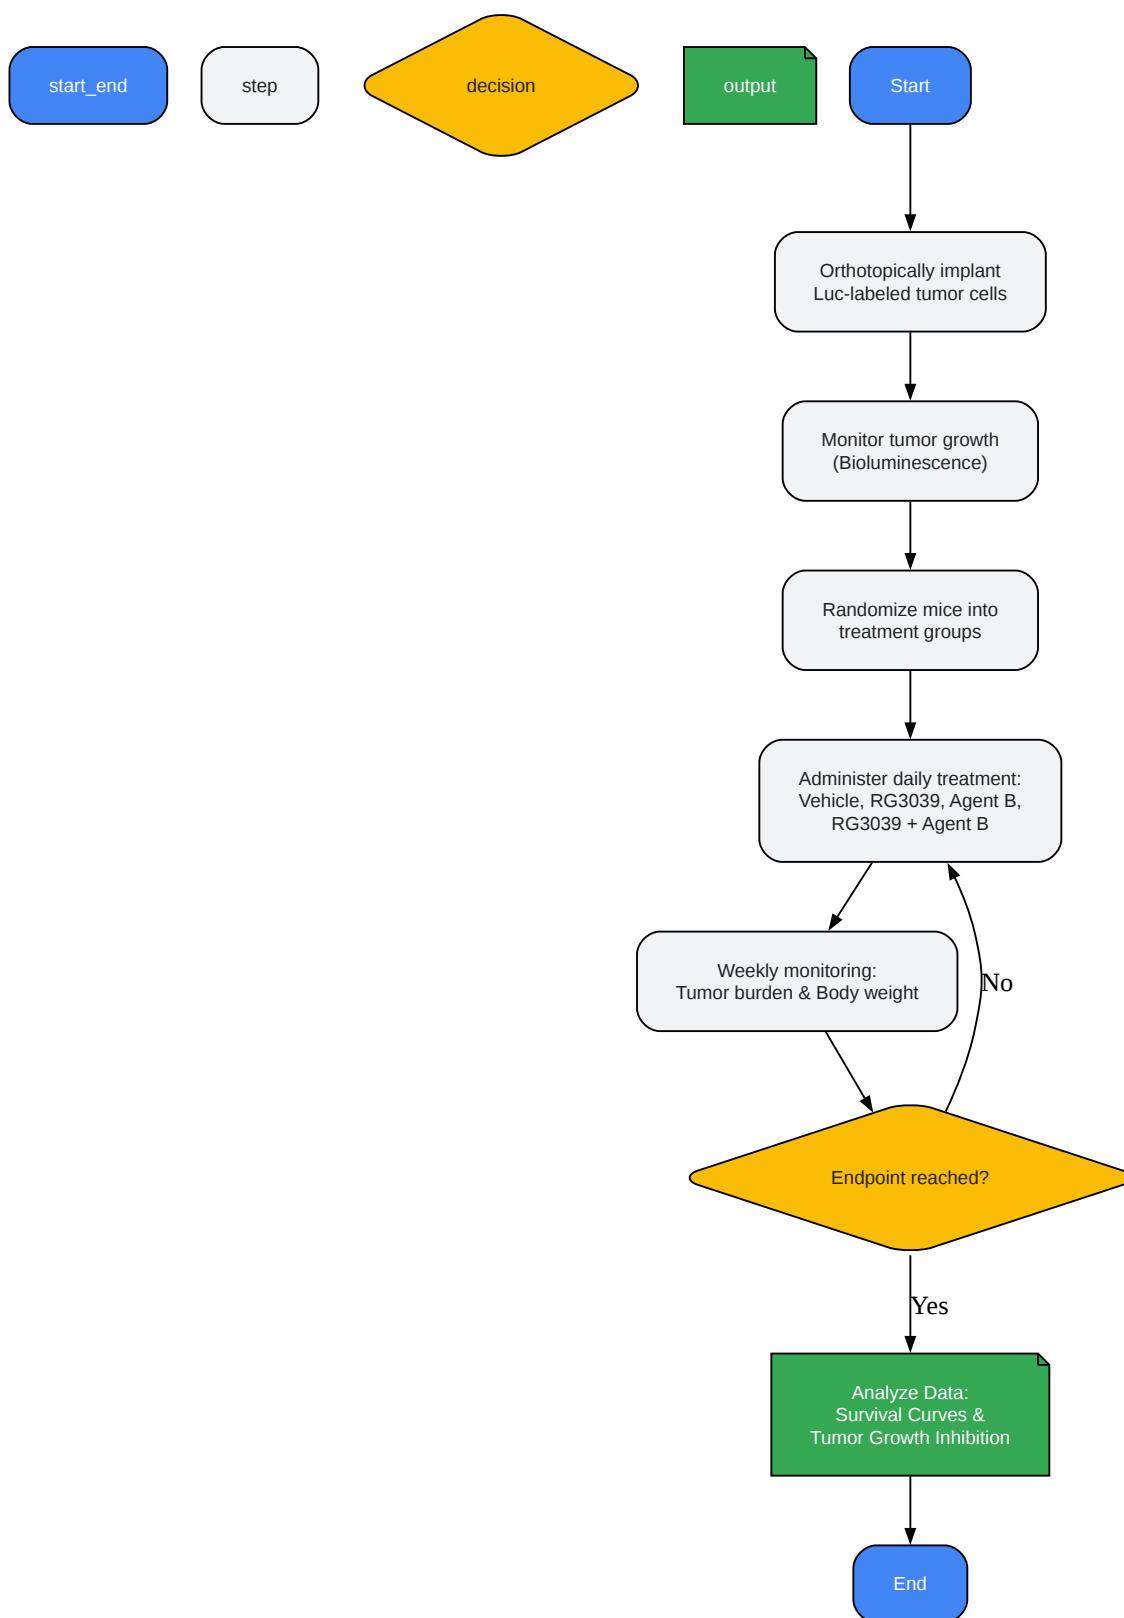 start_end
step
decision
output
Start
Orthotopically implant
Luc-labeled tumor cells
Monitor tumor growth
(Bioluminescence)
Randomize mice into
treatment groups
Administer daily treatment:
Vehicle, RG3039, Agent B,
RG3039 + Agent B
Weekly monitoring:
Tumor burden & Body weight
No
Endpoint reached?
Yes
Analyze Data:
Survival Curves &
Tumor Growth Inhibition
End